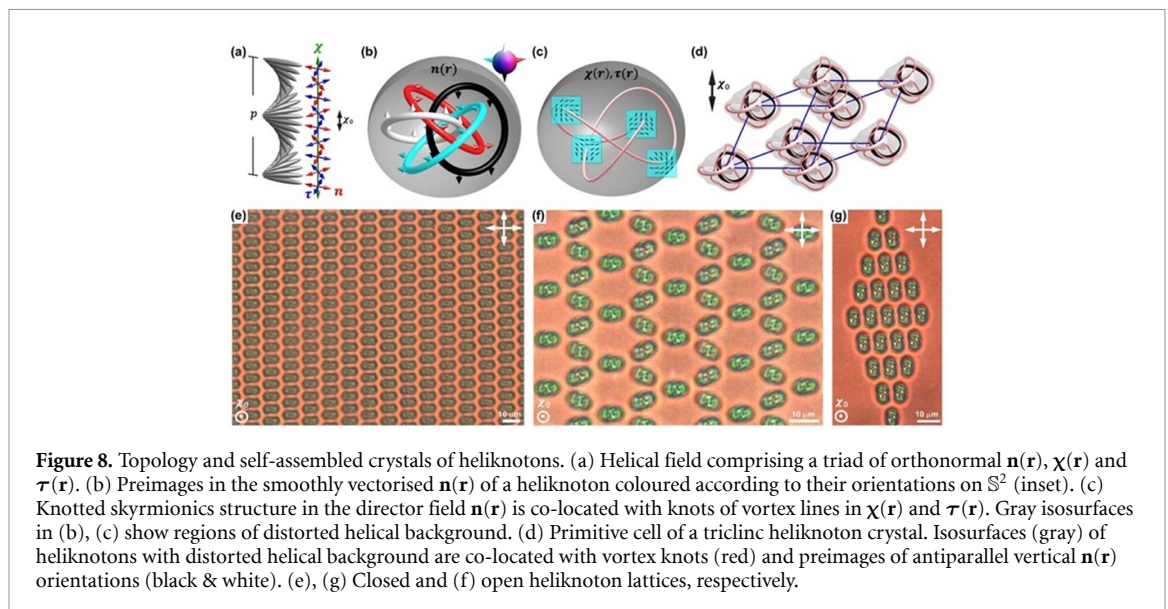 (a)
χ
p
χ₀
τ
n
(b)
n(r)
(c)
χ(r), τ(r)
(d)
χ₀
(e)
χ₀
10 μm
(f)
χ₀
10 μm
(g)
χ₀
10 μm
Figure 8. Topology and self-assembled crystals of heliknotons. (a) Helical field comprising a triad of orthonormal n(r), χ(r) and
τ(r). (b) Preimages in the smoothly vectorised n(r) of a heliknoton coloured according to their orientations on 𝕊² (inset). (c)
Knotted skyrmions structure in the director field n(r) is co-located with knots of vortex lines in χ(r) and τ(r). Gray isosurfaces
in (b), (c) show regions of distorted helical background. (d) Primitive cell of a triclinc heliknoton crystal. Isosurfaces (gray) of
heliknotons with distorted helical background are co-located with vortex knots (red) and preimages of antiparallel vertical n(r)
orientations (black & white). (e), (g) Closed and (f) open heliknoton lattices, respectively.